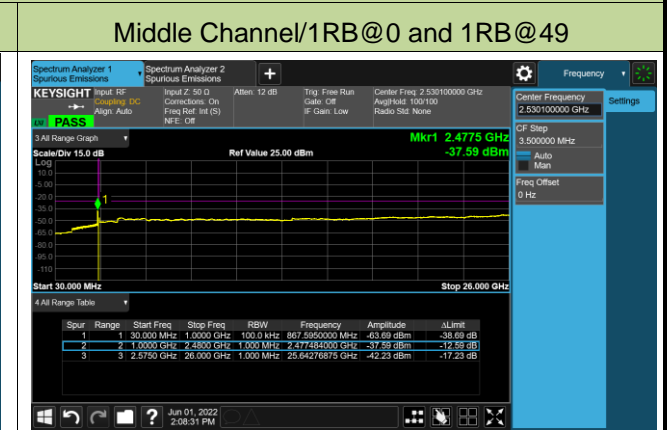 Middle Channel/1RB@0 and 1RB@49
Spectrum Analyzer 1
Spurious Emissions
Spectrum Analyzer 2
Spurious Emissions
+
Frequency
KEYSIGHT
Input: RF
Coupling: DC
Align: Auto
Input Z: 50 Ω
Corrections: On
Freq Ref: Int (S)
NFE: Off
Atten: 12 dB
Trig: Free Run
Gate: Off
IF Gain: Low
Center Freq: 2.530100000 GHz
Avg|Hold: 100/100
Radio Std: None
PASS
Center Frequency
2.530100000 GHz
Settings
CF Step
3.500000 MHz
Auto
Man
Freq Offset
0 Hz
3 All Range Graph
Mkr1 2.4775 GHz
Scale/Div 15.0 dB
Ref Value 25.00 dBm
-37.59 dBm
Log
10.0
-5.00
-20.0
-35.0
-50.0
-65.0
-80.0
-95.0
-110
1
Start 30.000 MHz
Stop 26.000 GHz
4 All Range Table
Spur Range Start Freq Stop Freq RBW Frequency Amplitude ΔLimit
1 1 30.000 MHz 1.0000 GHz 100.0 kHz 867.5950000 MHz -63.69 dBm -38.69 dB
2 2 1.0000 GHz 2.4800 GHz 1.000 MHz 2.477484000 GHz -37.59 dBm -12.59 dB
3 3 2.5750 GHz 26.000 GHz 1.000 MHz 25.64276875 GHz -42.23 dBm -17.23 dB
?
Jun 01, 2022
2:08:31 PM